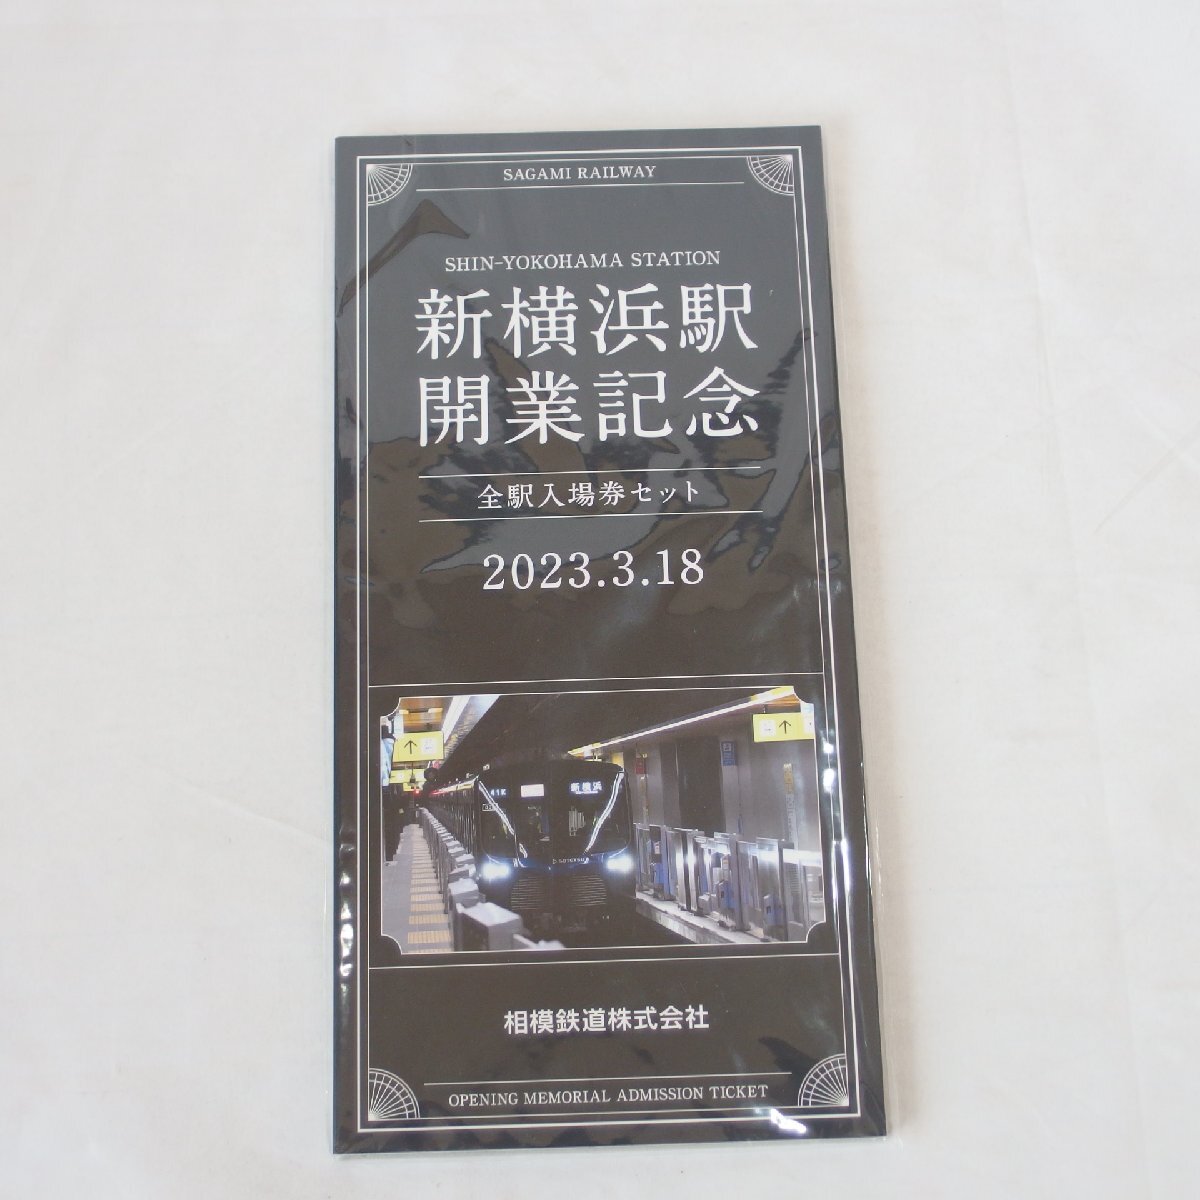 SAGAMI RAILWAY
SHIN-YOKOHAMA STATION
新横浜駅
開業記念
全駅入場券セット
2023.3.18
新横浜
相模鉄道株式会社
OPENING MEMORIAL ADMISSION TICKET